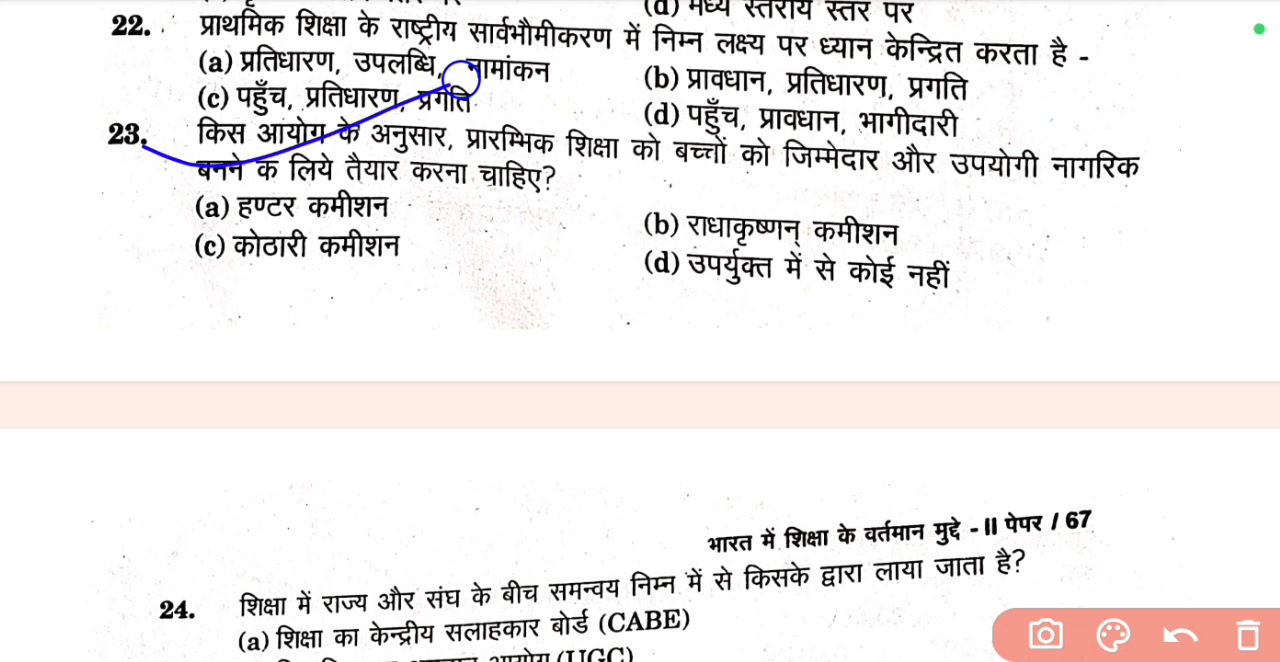 (d) मध्य स्तरीय स्तर पर
22. प्राथमिक शिक्षा के राष्ट्रीय सार्वभौमीकरण में निम्न लक्ष्य पर ध्यान केन्द्रित करता है -
(a) प्रतिधारण, उपलब्धि, नामांकन
(b) प्रावधान, प्रतिधारण, प्रगति
(c) पहुँच, प्रतिधारण, प्रगति
(d) पहुँच, प्रावधान, भागीदारी
23. किस आयोग के अनुसार, प्रारम्भिक शिक्षा को बच्चों को जिम्मेदार और उपयोगी नागरिक
बनने के लिये तैयार करना चाहिए?
(a) हण्टर कमीशन
(b) राधाकृष्णन् कमीशन
(c) कोठारी कमीशन
(d) उपर्युक्त में से कोई नहीं
भारत में शिक्षा के वर्तमान मुद्दे - II पेपर / 67
24. शिक्षा में राज्य और संघ के बीच समन्वय निम्न में से किसके द्वारा लाया जाता है?
(a) शिक्षा का केन्द्रीय सलाहकार बोर्ड (CABE)
आयोग (UGC)